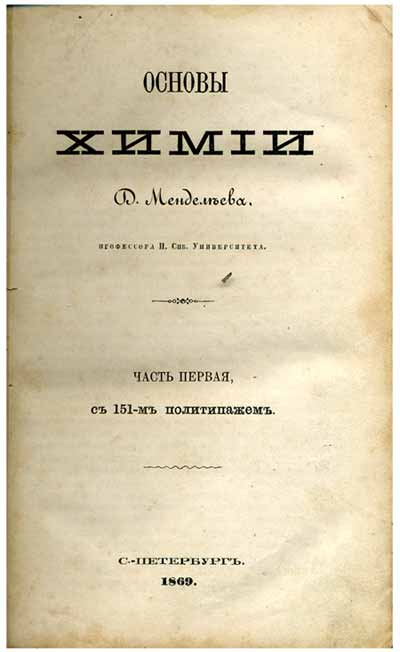 ОСНОВЫ
ХИМІИ
Д. Менделѣева,
ПРОФЕССОРА И. СПБ. УНИВЕРСИТЕТА.
ЧАСТЬ ПЕРВАЯ,
съ 151-мъ политипажемъ.
С.-ПЕТЕРБУРГЪ.
1869.